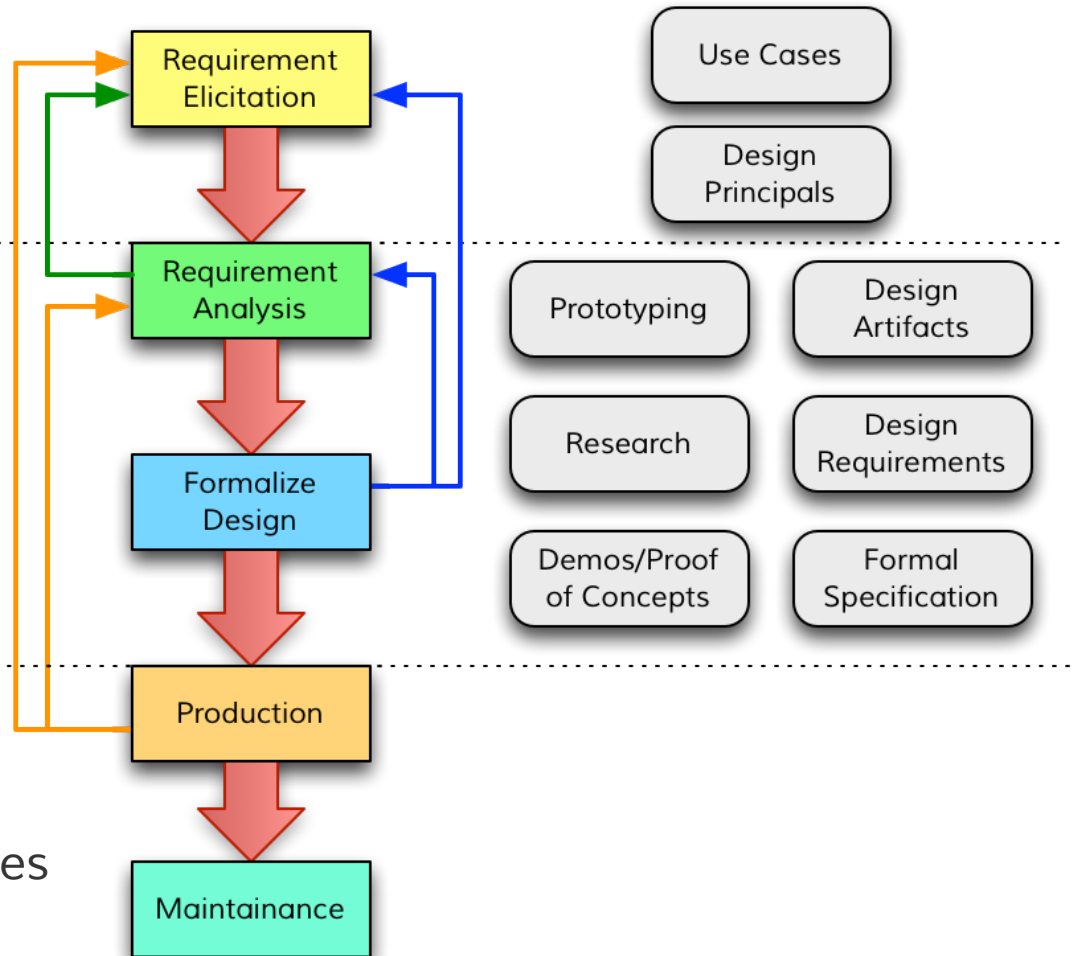 Requirement
Elicitation
Use Cases
Design
Principals
Requirement
Analysis
Prototyping
Design
Artifacts
Research
Design
Requirements
Formalize
Design
Demos/Proof
of Concepts
Formal
Specification
Production
es
Maintainance